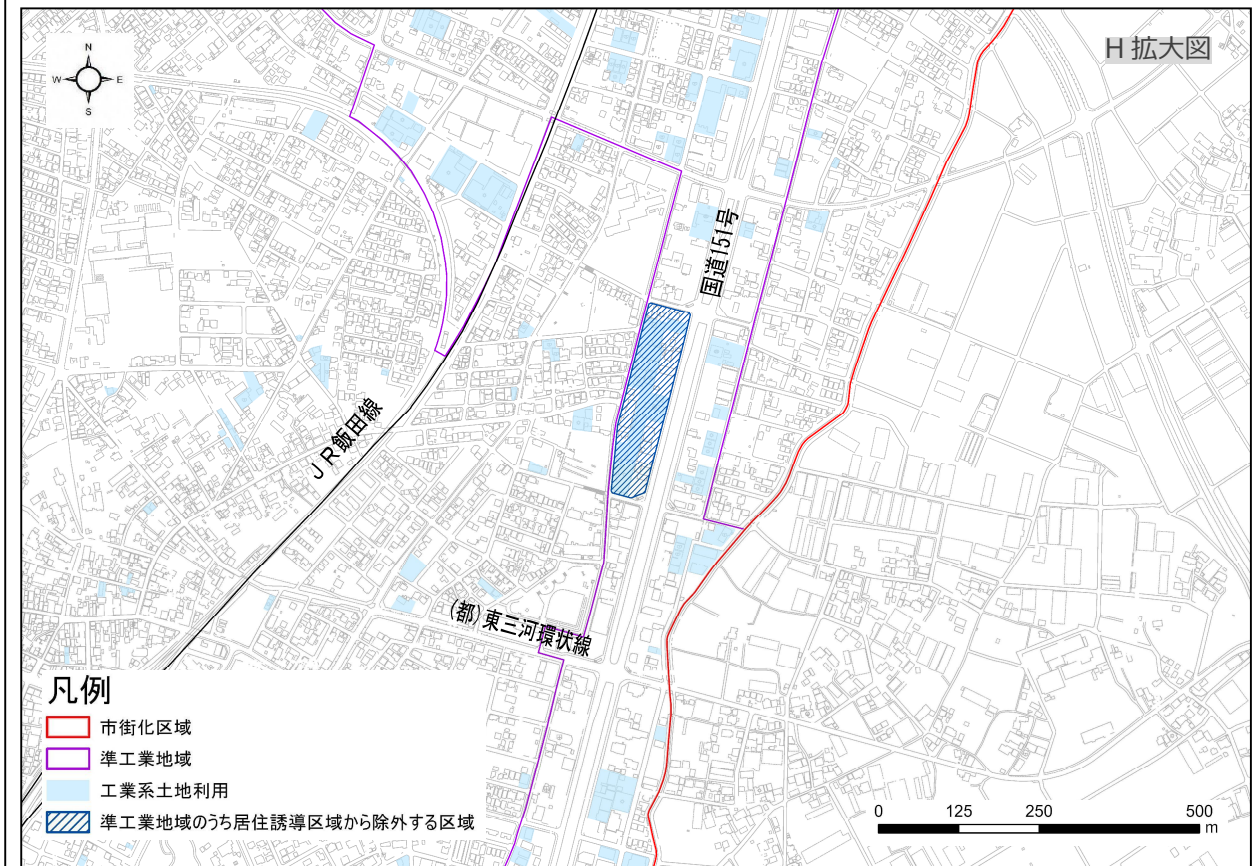 H 拡大図
N
W E
S
国道151号
JR飯田線
(都)東三河環状線
凡例
市街化区域
準工業地域
工業系土地利用
準工業地域のうち居住誘導区域から除外する区域
0 125 250 500
m